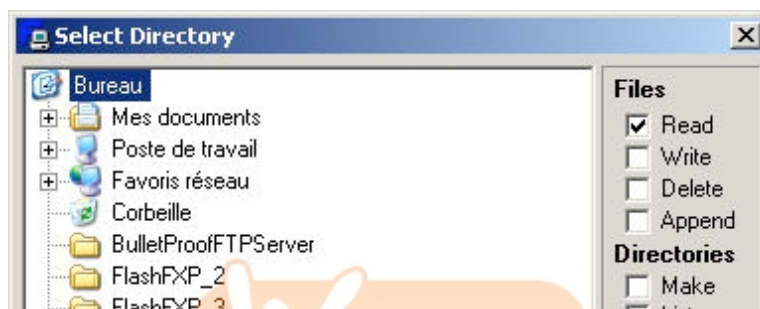 Select Directory
Bureau
Mes documents
Poste de travail
Favoris réseau
Corbeille
BulletProofFTPServer
FlashFXP_2
FlashFXP_3
Files
Read
Write
Delete
Append
Directories
Make